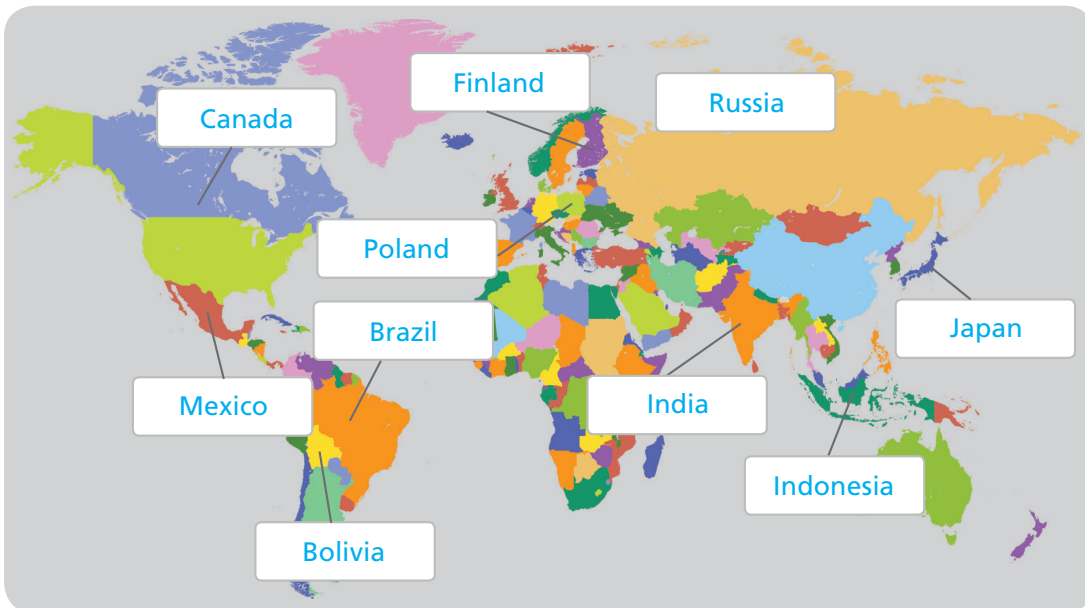 Finland
Russia
Canada
Poland
Brazil
Japan
Mexico
India
Indonesia
Bolivia